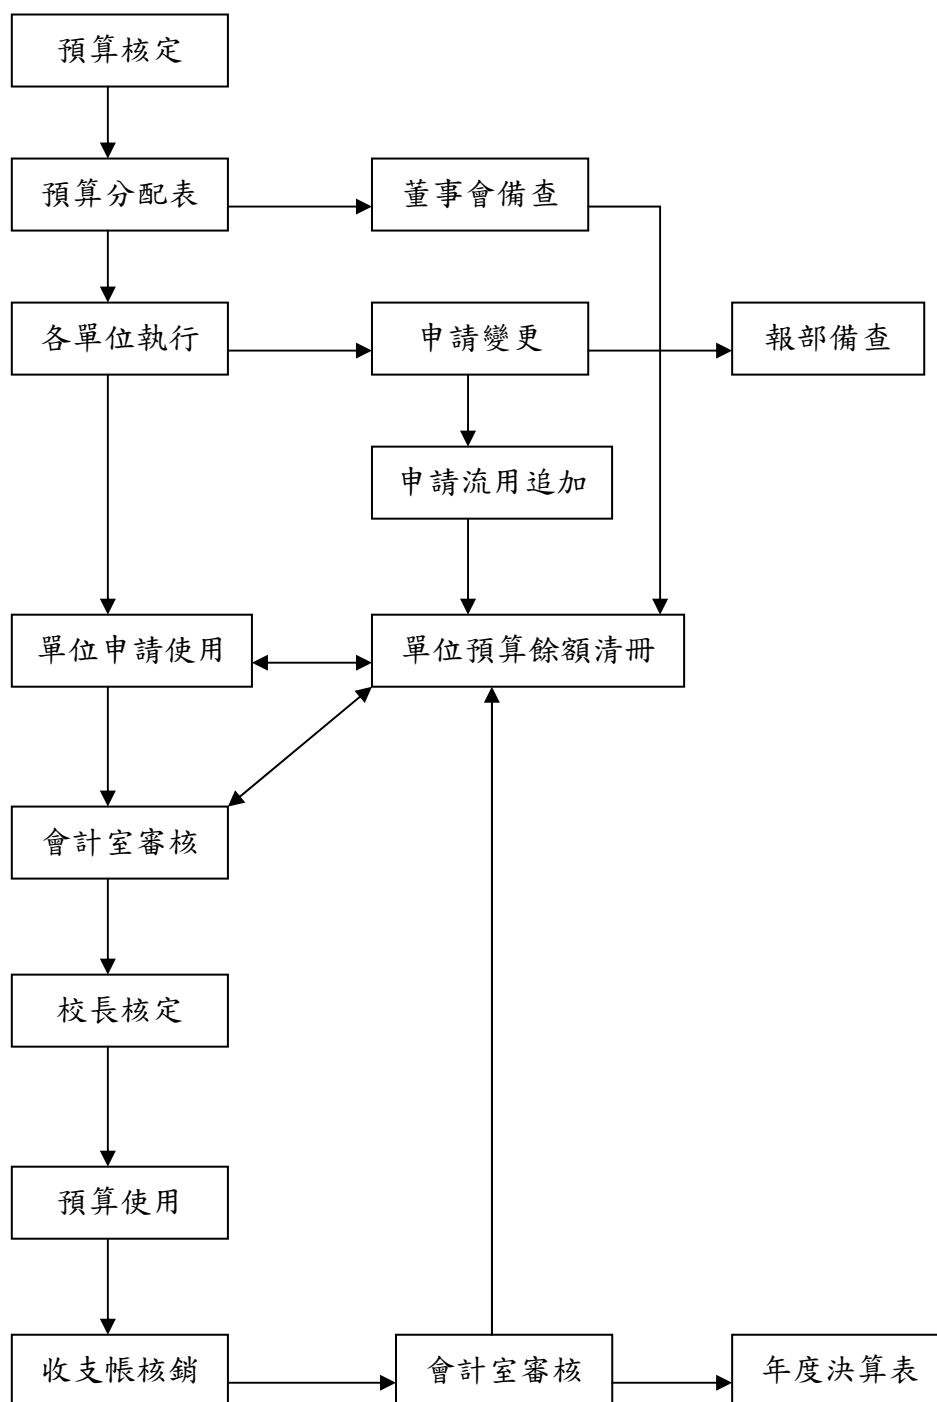 預算核定
預算分配表
董事會備查
各單位執行
申請變更
報部備查
申請流用追加
單位申請使用
單位預算餘額清冊
會計室審核
校長核定
預算使用
收支帳核銷
會計室審核
年度決算表